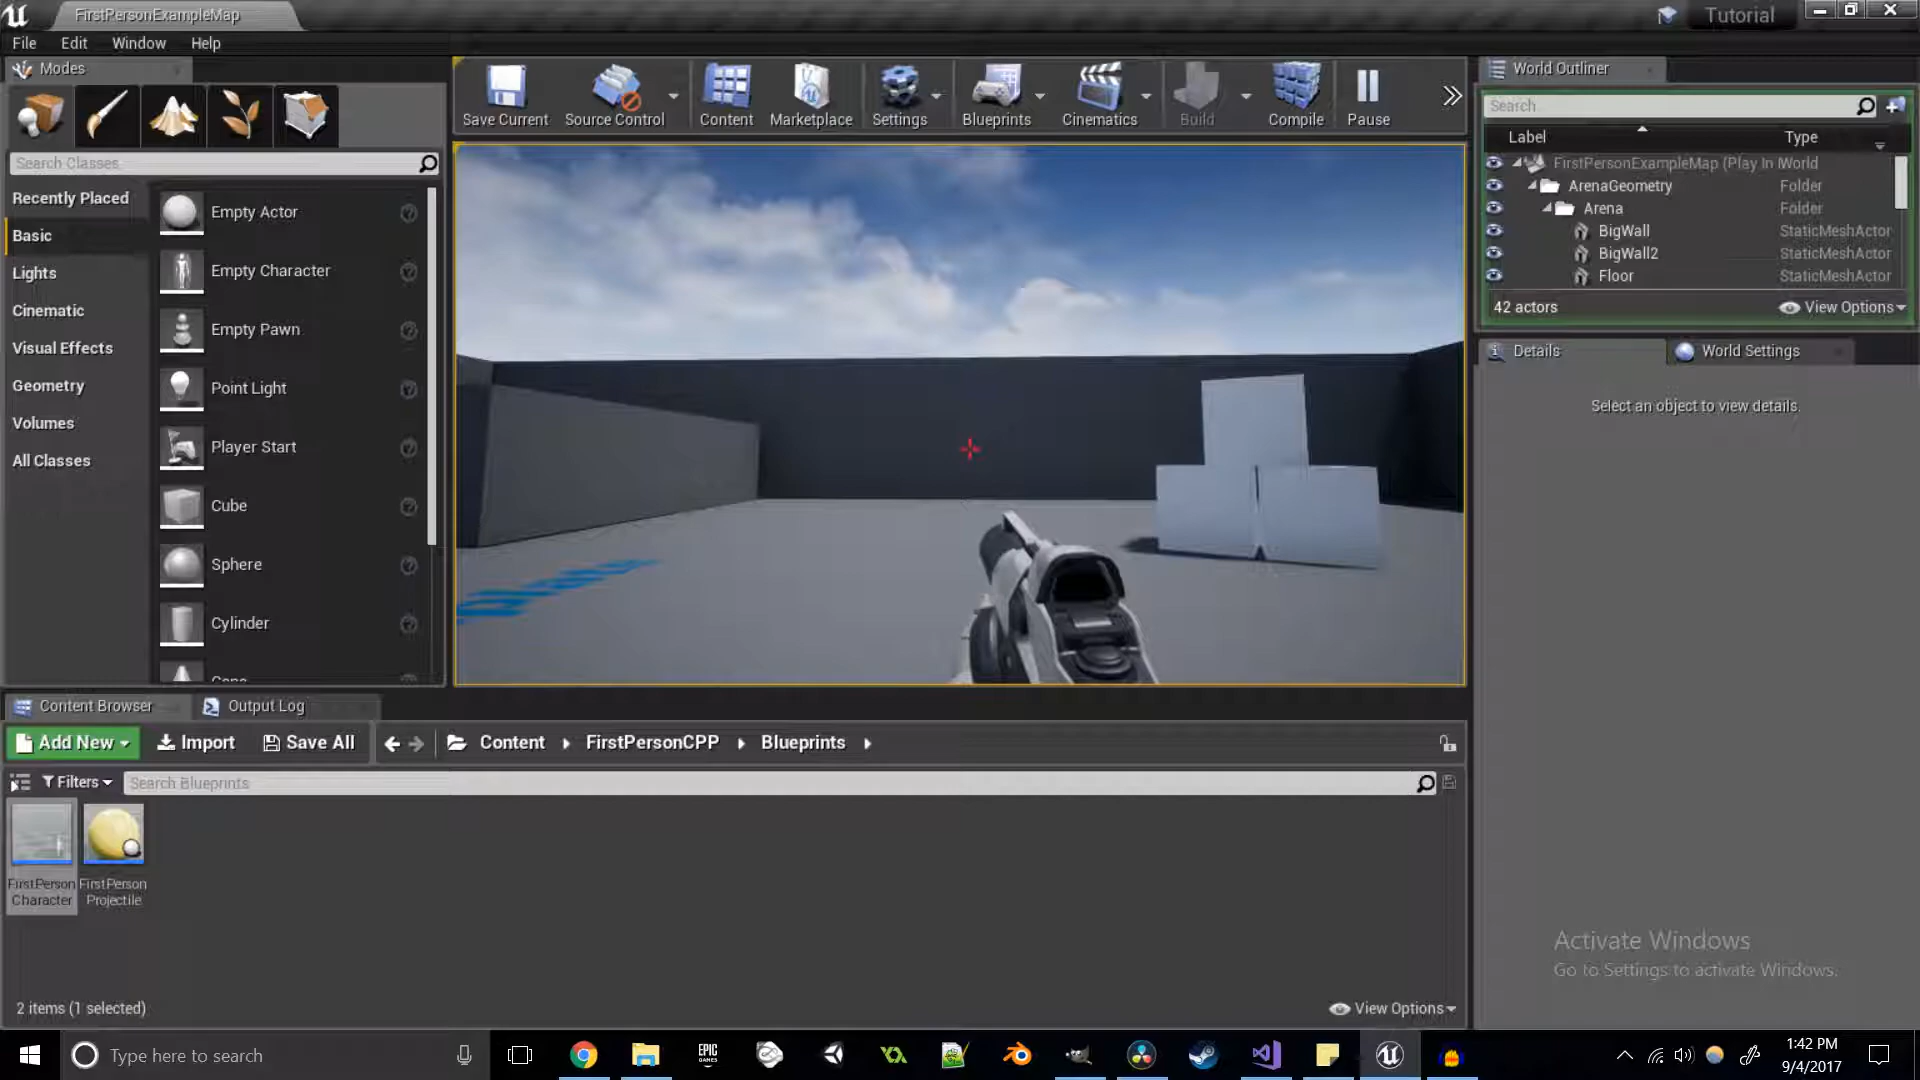 FirstPersonExampleMap
Tutorial
File Edit Window Help
Modes
Search Classes
Recently Placed
Basic
Lights
Cinematic
Visual Effects
Geometry
Volumes
All Classes
Empty Actor
Empty Character
Empty Pawn
Point Light
Player Start
Cube
Sphere
Cylinder
Save Current Source Control Content Marketplace Settings Blueprints Cinematics Build Compile Pause
World Outliner
Search
Label Type
FirstPersonExampleMap (Play In World
ArenaGeometry Folder
Arena Folder
BigWall StaticMeshActor
BigWall2 StaticMeshActor
Floor StaticMeshActor
42 actors View Options
Details World Settings
Select an object to view details.
Content Browser Output Log
Add New Import Save All Content FirstPersonCPP Blueprints
Filters Search Blueprints
FirstPerson
Character
FirstPerson
Projectile
2 items (1 selected) View Options
Activate Windows
Go to Settings to activate Windows.
Type here to search
EPIC
GAMES
1:42 PM
9/4/2017